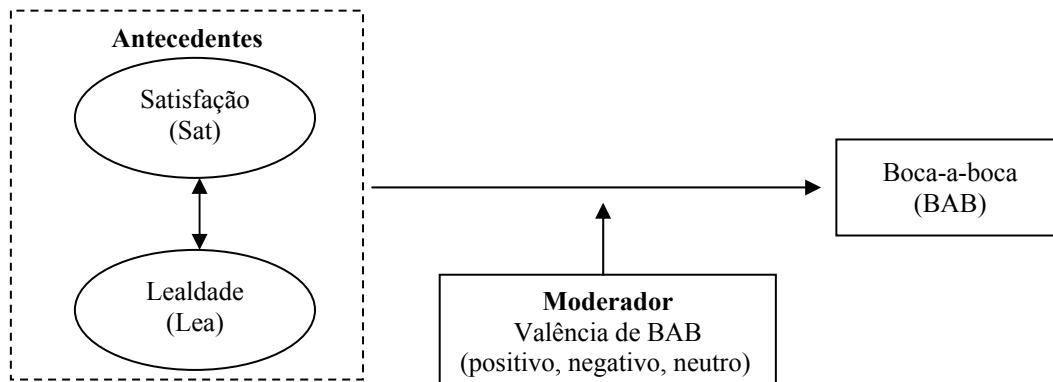 Antecedentes
Satisfação
(Sat)
Lealdade
(Lea)
Moderador
Valência de BAB
(positivo, negativo, neutro)
Boca-a-boca
(BAB)